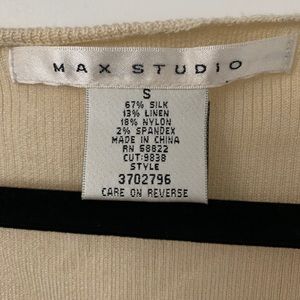 MAX STUDIO
S
67% SILK
13% LINEN
18% NYLON
2% SPANDEX
MADE IN CHINA
RN 68822
CUT:9838
STYLE
3702796
CARE ON REVERSE